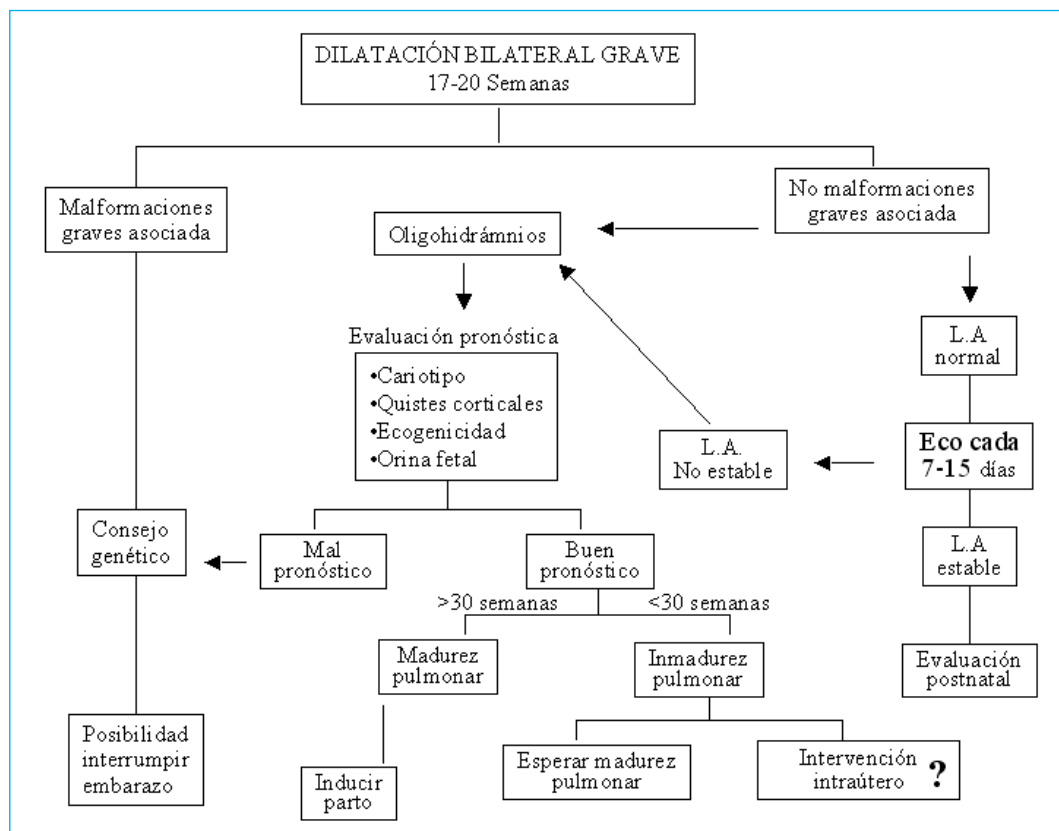 DILATACIÓN BILATERAL GRAVE
17-20 Semanas
Malformaciones
graves asociada
No malformaciones
graves asociada
Oligohidrámnios
Evaluación pronóstica
•Cariotipo
•Quistes corticales
•Ecogenicidad
•Orina fetal
L.A
normal
L.A.
No estable
Eco cada
7-15 días
Consejo
genético
Mal
pronóstico
Buen
pronóstico
L.A
estable
>30 semanas
<30 semanas
Madurez
pulmonar
Inmadurez
pulmonar
Evaluación
postnatal
Posibilidad
interrumpir
embarazo
Inducir
parto
Esperar madurez
pulmonar
Intervención
intraútero ?